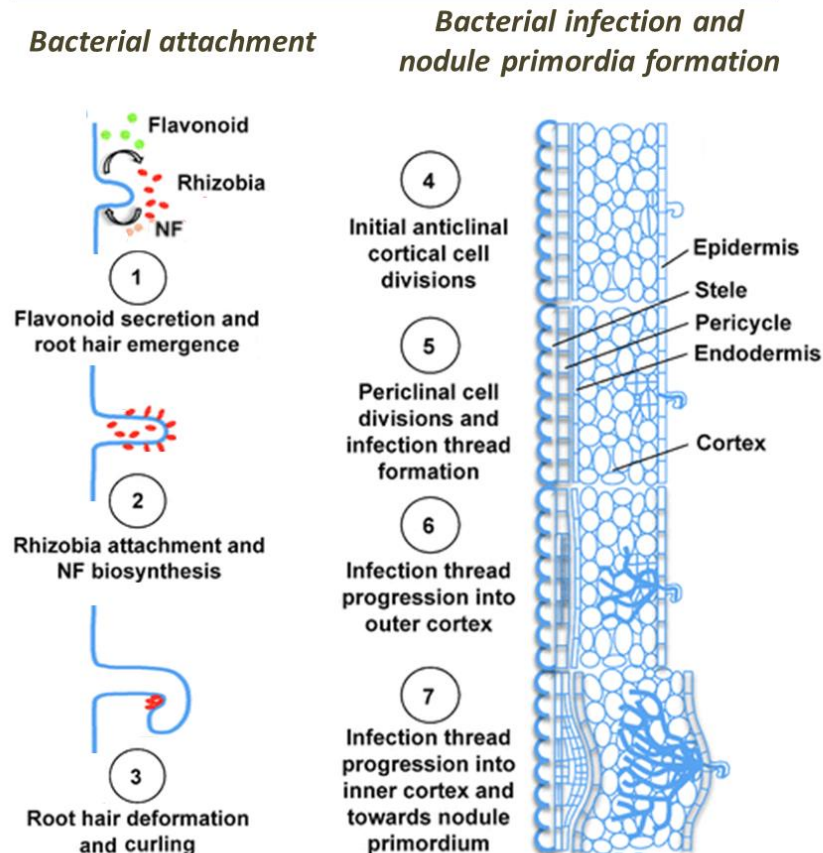 Bacterial attachment
Flavonoid
Rhizobia
NF
1
Flavonoid secretion and
root hair emergence
2
Rhizobia attachment and
NF biosynthesis
3
Root hair deformation
and curling
Bacterial infection and
nodule primordia formation
4
Initial anticlinal
cortical cell
divisions
5
Periclinal cell
divisions and
infection thread
formation
6
Infection thread
progression into
outer cortex
7
Infection thread
progression into
inner cortex and
towards nodule
primordium
Epidermis
Stele
Pericycle
Endodermis
Cortex